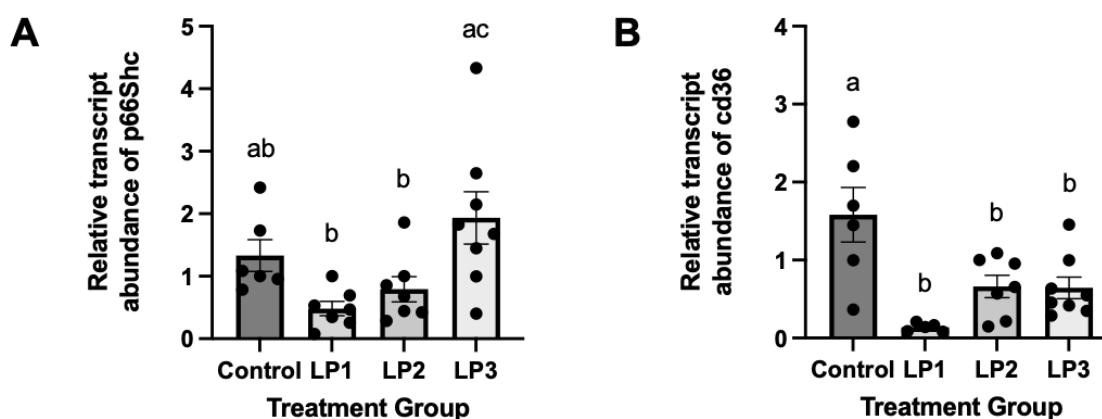 A
Relative transcript
abundance of p66Shc
5
4
3
2
1
0
ab
b
b
ac
Control LP1 LP2 LP3
Treatment Group
B
Relative transcript
abundance of cd36
4
3
2
1
0
a
b
b
b
Control LP1 LP2 LP3
Treatment Group